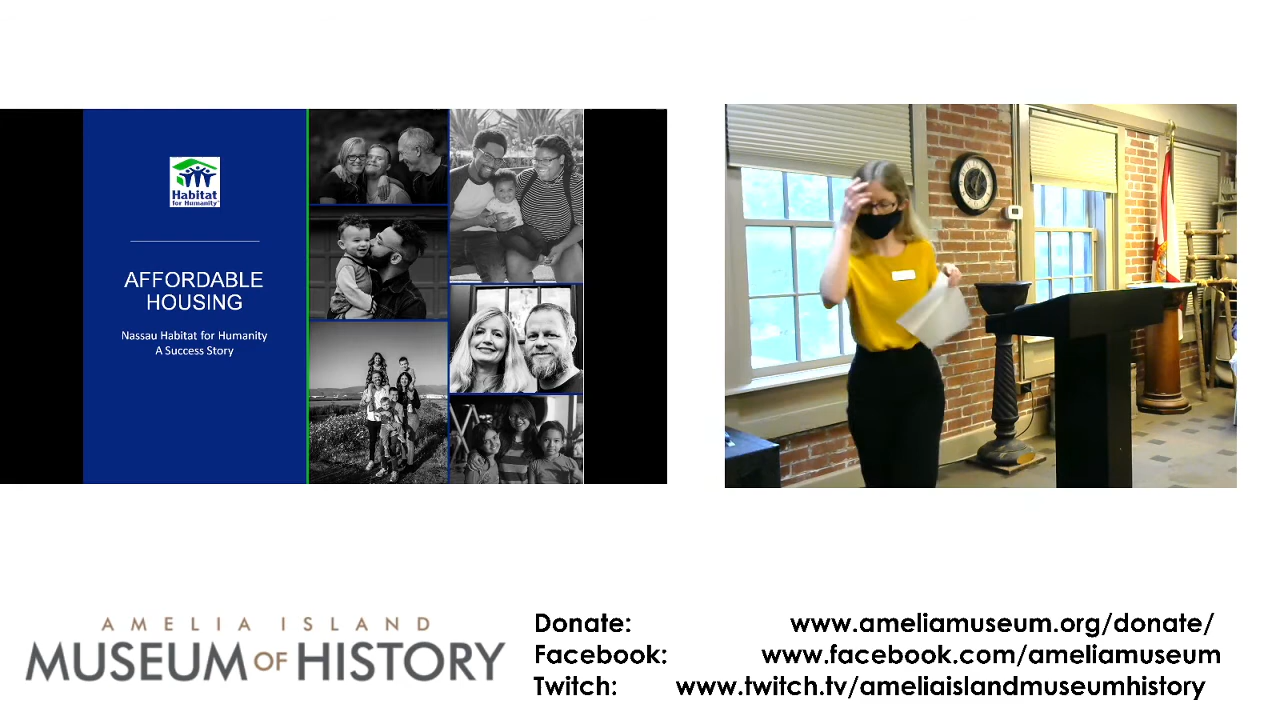 Habitat
for Humanity®
AFFORDABLE
HOUSING
Nassau Habitat for Humanity
A Success Story
AMELIA ISLAND
MUSEUM OF HISTORY
Donate: www.ameliamuseum.org/donate/
Facebook: www.facebook.com/ameliamuseum
Twitch: www.twitch.tv/ameliaislandmuseumhistory